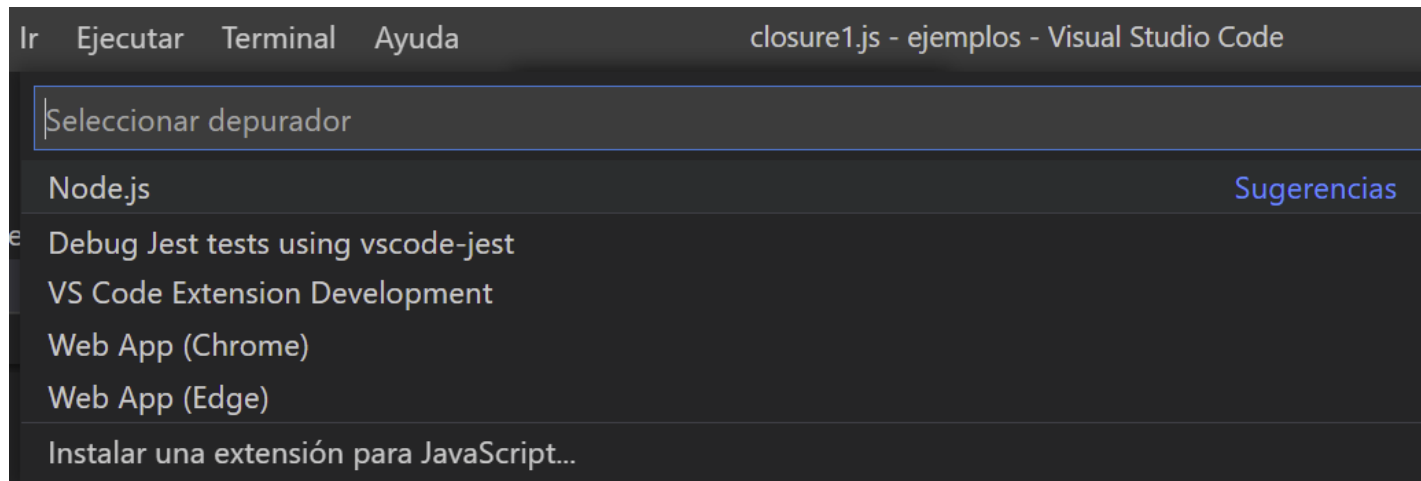 Ir Ejecutar Terminal Ayuda closure1.js - ejemplos - Visual Studio Code
Seleccionar depurador
Node.js Sugerencias
e
Debug Jest tests using vscode-jest
VS Code Extension Development
Web App (Chrome)
Web App (Edge)
Instalar una extensión para JavaScript...